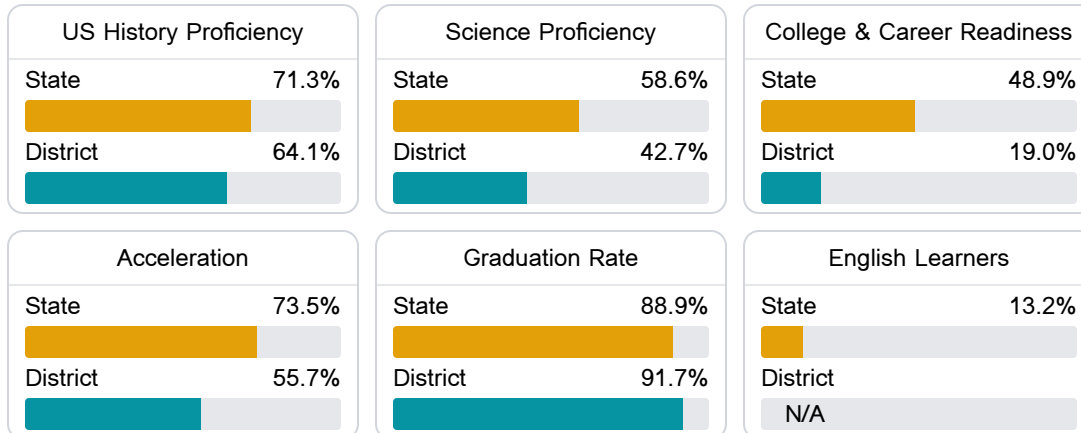 US History Proficiency
State 71.3%
District 64.1%
Science Proficiency
State 58.6%
District 42.7%
College & Career Readiness
State 48.9%
District 19.0%
Acceleration
State 73.5%
District 55.7%
Graduation Rate
State 88.9%
District 91.7%
English Learners
State 13.2%
District
N/A